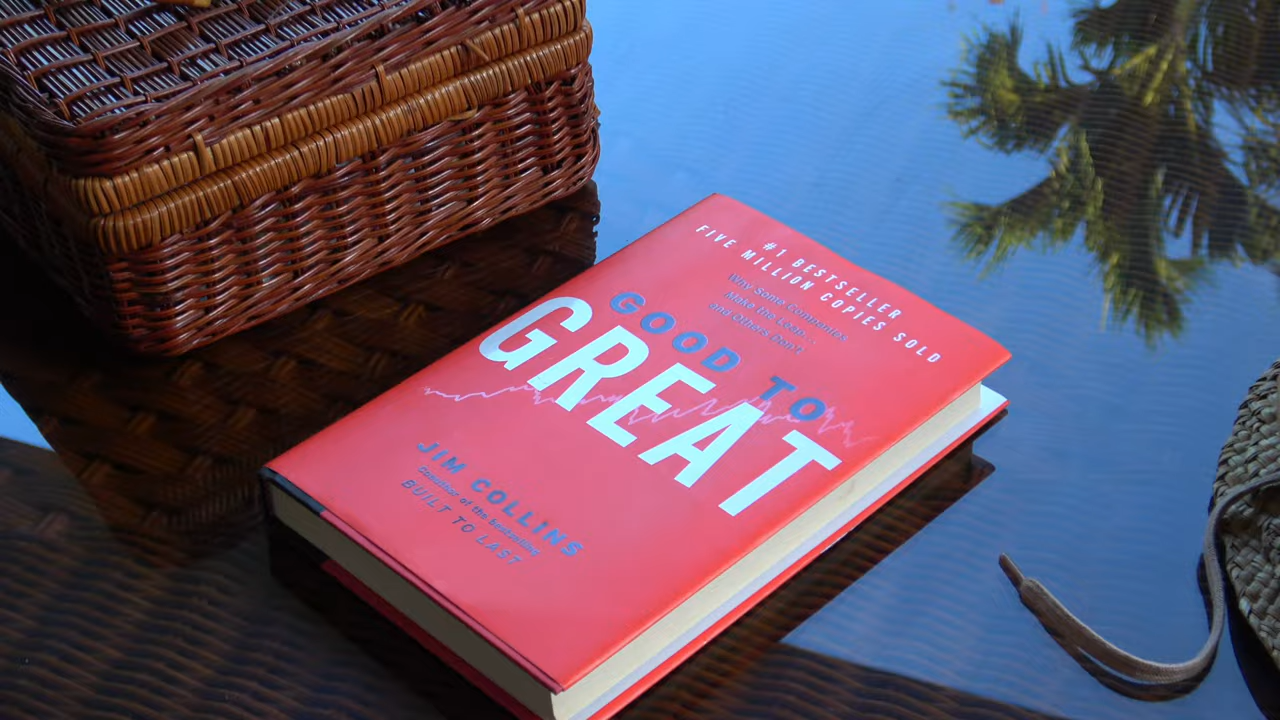 #1 BESTSELLER
FIVE MILLION COPIES SOLD
Why Some Companies
Make the Leap...
and Others Don't
GOOD TO
GREAT
JIM COLLINS
Coauthor of the bestselling
BUILT TO LAST